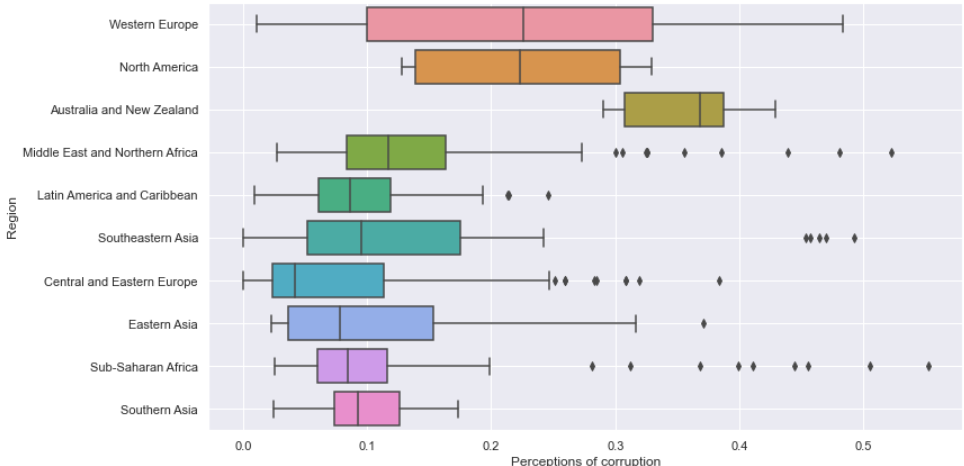 Western Europe
North America
Australia and New Zealand
Middle East and Northern Africa
Latin America and Caribbean
Southeastern Asia
Central and Eastern Europe
Eastern Asia
Sub-Saharan Africa
Southern Asia
Region
0.0 0.1 0.2 0.3 0.4 0.5
Perceptions of corruption